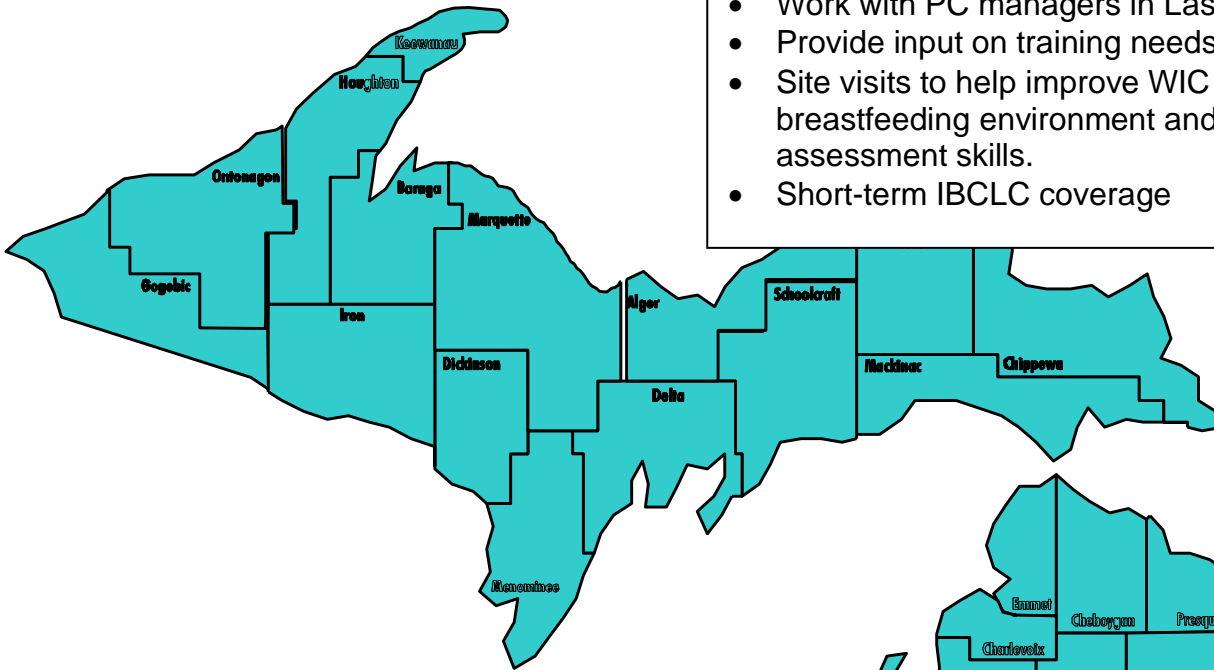 • Work with PC managers in Las
• Provide input on training needs
• Site visits to help improve WIC
breastfeeding environment and
assessment skills.
• Short-term IBCLC coverage
Keewanau
Houghton
Ontonagon
Baraga
Marquette
Gogebic
Iron
Alger
Schoolcraft
Dickinson
Mackinac
Chippewa
Delta
Menominee
Emmet
Cheboygan
Presqu
Charlevoix